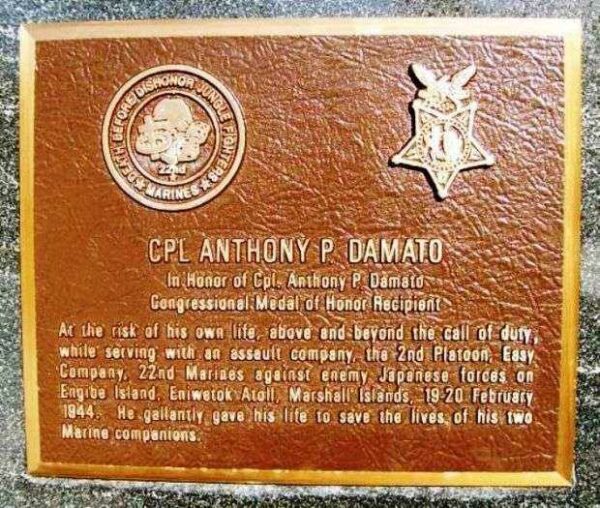 DEATH BEFORE DISHONOR JUNGLE FIGHTERS
22nd
MARINES
CPL ANTHONY P. DAMATO
In Honor of Cpl. Anthony P. Damato
Congressional Medal of Honor Recipient
At the risk of his own life, above and beyond the call of duty,
while serving with an assault company, the 2nd Platoon, Easy
Company, 22nd Marines against enemy Japanese forces on
Engibe Island, Eniwetok Atoll, Marshall Islands, 19-20 February
1944. He gallantly gave his life to save the lives of his two
Marine companions.